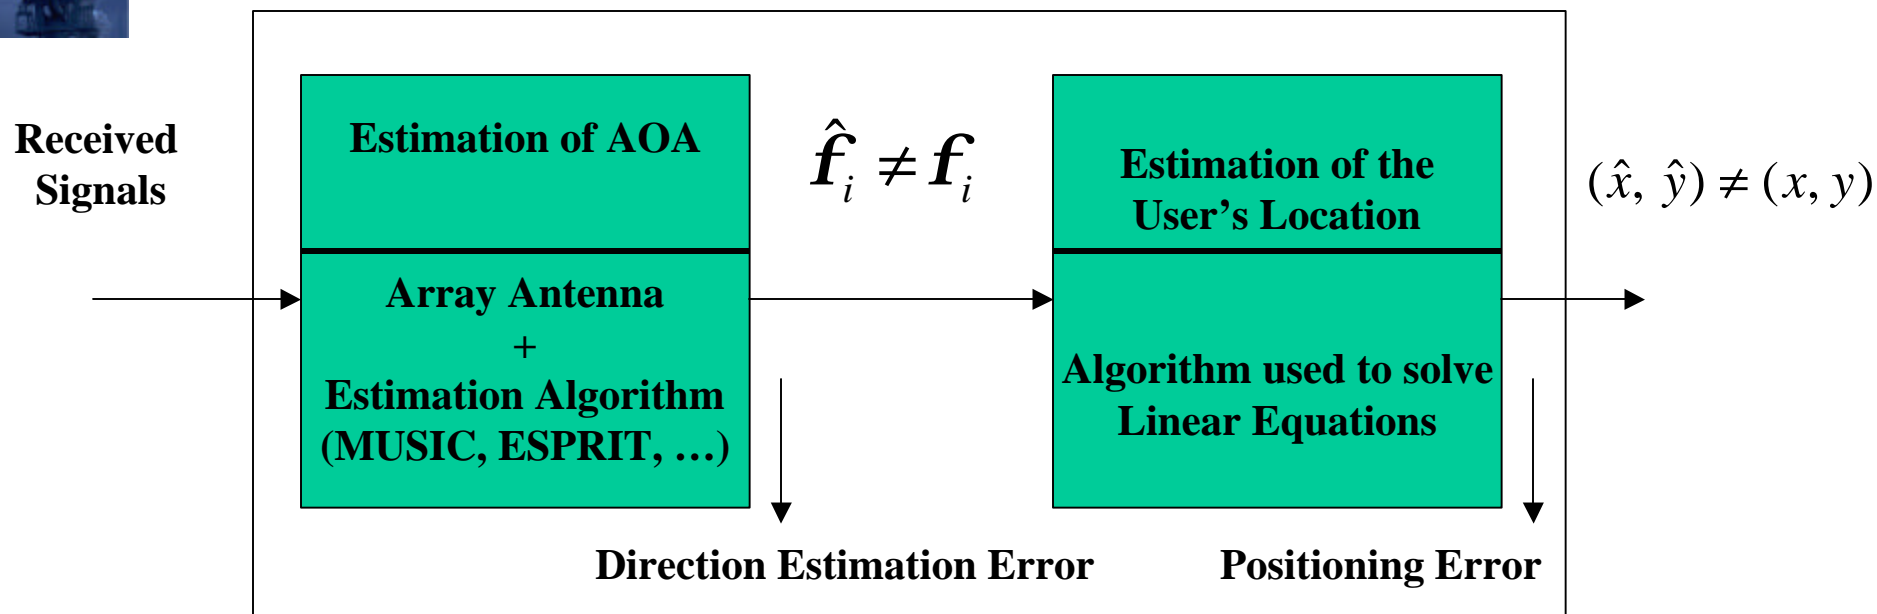 Received
Signals
Estimation of AOA
Array Antenna
+
Estimation Algorithm
(MUSIC, ESPRIT, …)
f̂ᵢ ≠ fᵢ
Direction Estimation Error
Estimation of the
User’s Location
Algorithm used to solve
Linear Equations
Positioning Error
(x̂, ŷ) ≠ (x, y)